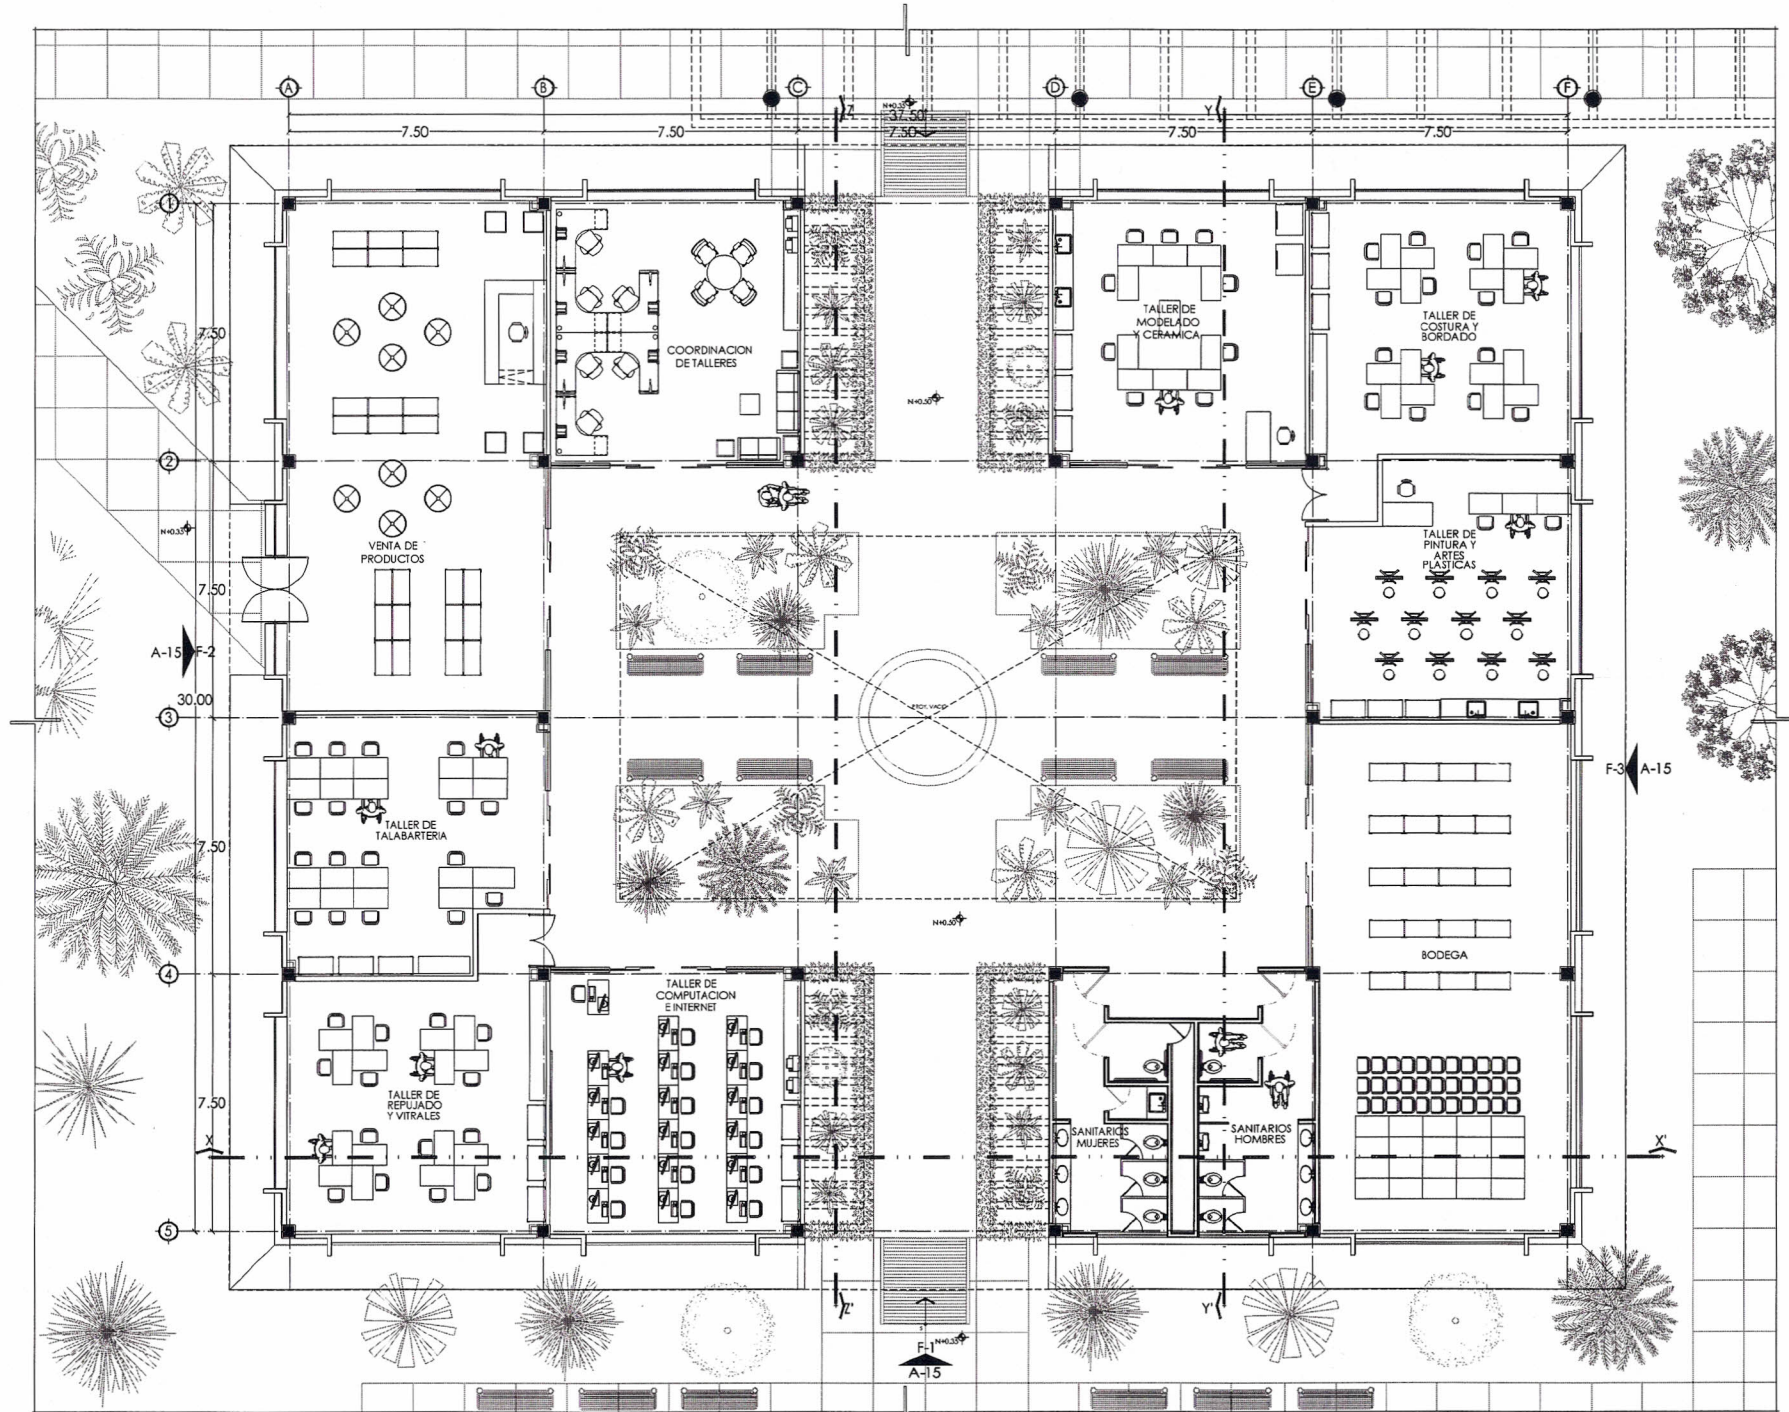 A
B
C
D
E
F
N+0.35
37.50
7.50
7.50
7.50
7.50
7.50
Z
Y
1
7.50
COORDINACION
DE TALLERES
TALLER DE
MODELADO
Y CERAMICA
TALLER DE
COSTURA Y
BORDADO
N+0.50
2
N+0.35
VENTA DE
PRODUCTOS
TALLER DE
PINTURA Y
ARTES
PLASTICAS
7.50
A-15
F-2
30.00
3
PROY. VACIO
F-3
A-15
TALLER DE
TALABARTERIA
7.50
N+0.50
BODEGA
4
TALLER DE
COMPUTACION
E INTERNET
TALLER DE
REPUJADO
Y VITRALES
7.50
SANITARIOS
MUJERES
SANITARIOS
HOMBRES
X
X'
5
Z'
Y'
S
N+0.35
F-1
A-15